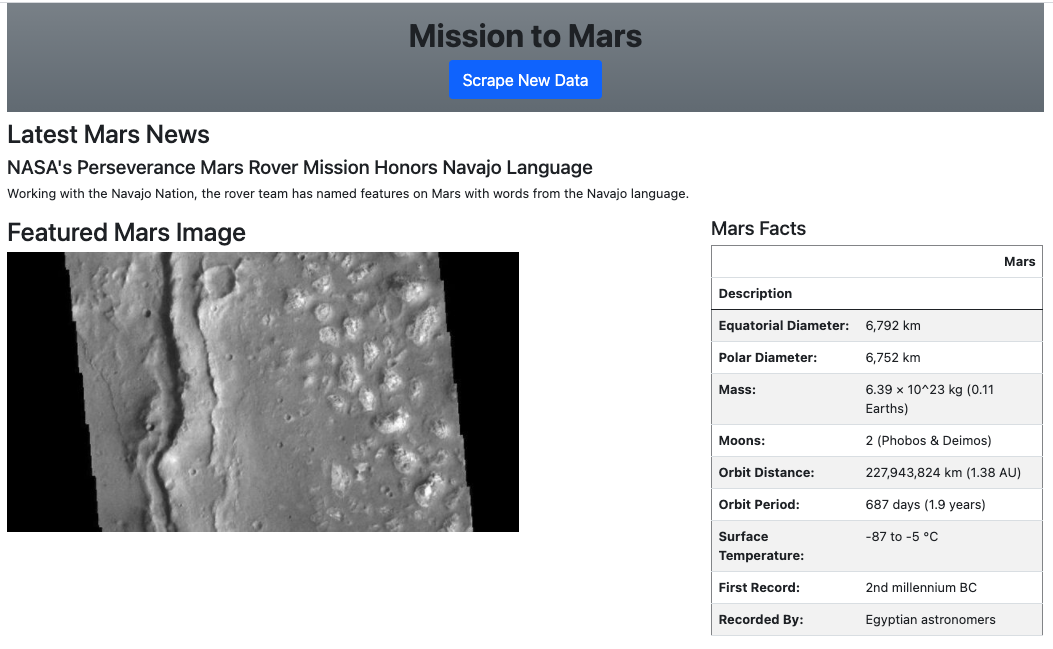 Mission to Mars
Scrape New Data
Latest Mars News
NASA's Perseverance Mars Rover Mission Honors Navajo Language
Working with the Navajo Nation, the rover team has named features on Mars with words from the Navajo language.
Featured Mars Image
Mars Facts
Mars
Description
Equatorial Diameter: 6,792 km
Polar Diameter: 6,752 km
Mass: 6.39 × 10^23 kg (0.11
Earths)
Moons: 2 (Phobos & Deimos)
Orbit Distance: 227,943,824 km (1.38 AU)
Orbit Period: 687 days (1.9 years)
Surface -87 to -5 °C
Temperature:
First Record: 2nd millennium BC
Recorded By: Egyptian astronomers